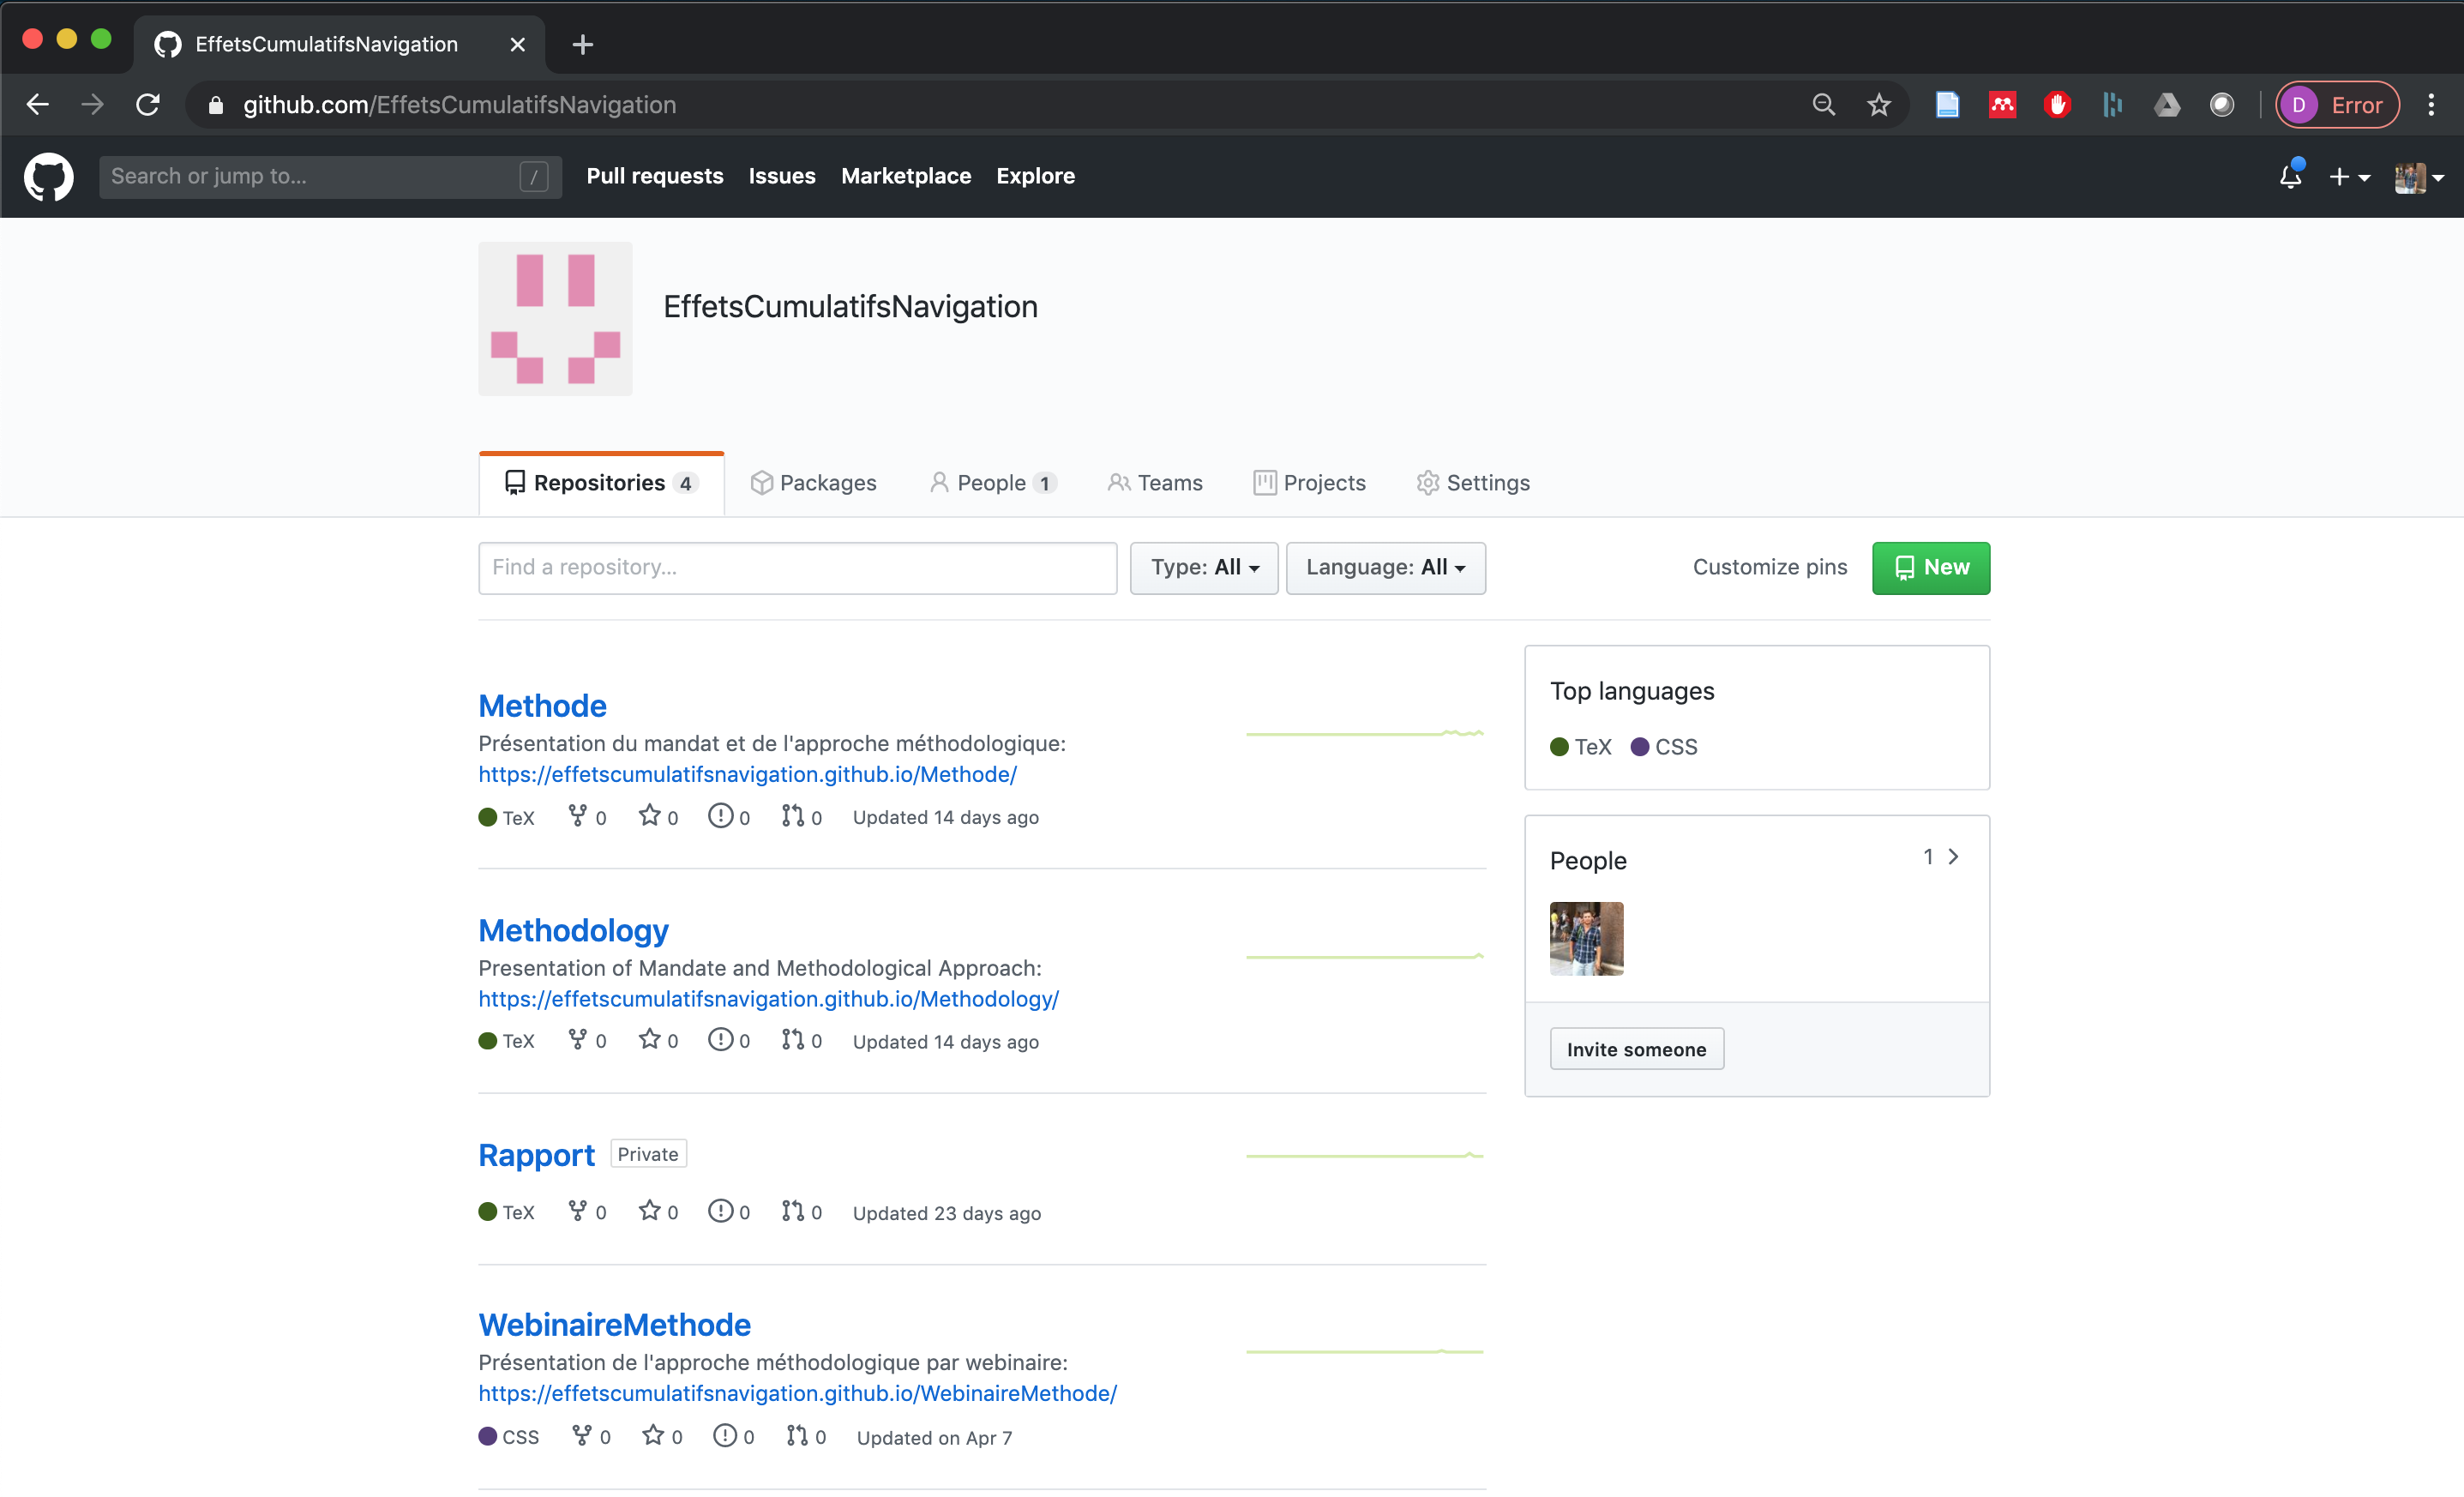 EffetsCumulatifsNavigation
github.com/EffetsCumulatifsNavigation
D Error
Search or jump to... /
Pull requests Issues Marketplace Explore
EffetsCumulatifsNavigation
Repositories 4 Packages People 1 Teams Projects Settings
Find a repository... Type: All Language: All Customize pins New
Methode
Présentation du mandat et de l'approche méthodologique:
https://effetscumulatifsnavigation.github.io/Methode/
TeX 0 0 0 0 Updated 14 days ago
Methodology
Presentation of Mandate and Methodological Approach:
https://effetscumulatifsnavigation.github.io/Methodology/
TeX 0 0 0 0 Updated 14 days ago
Rapport Private
TeX 0 0 0 0 Updated 23 days ago
WebinaireMethode
Présentation de l'approche méthodologique par webinaire:
https://effetscumulatifsnavigation.github.io/WebinaireMethode/
CSS 0 0 0 0 Updated on Apr 7
Top languages
TeX CSS
People 1
Invite someone